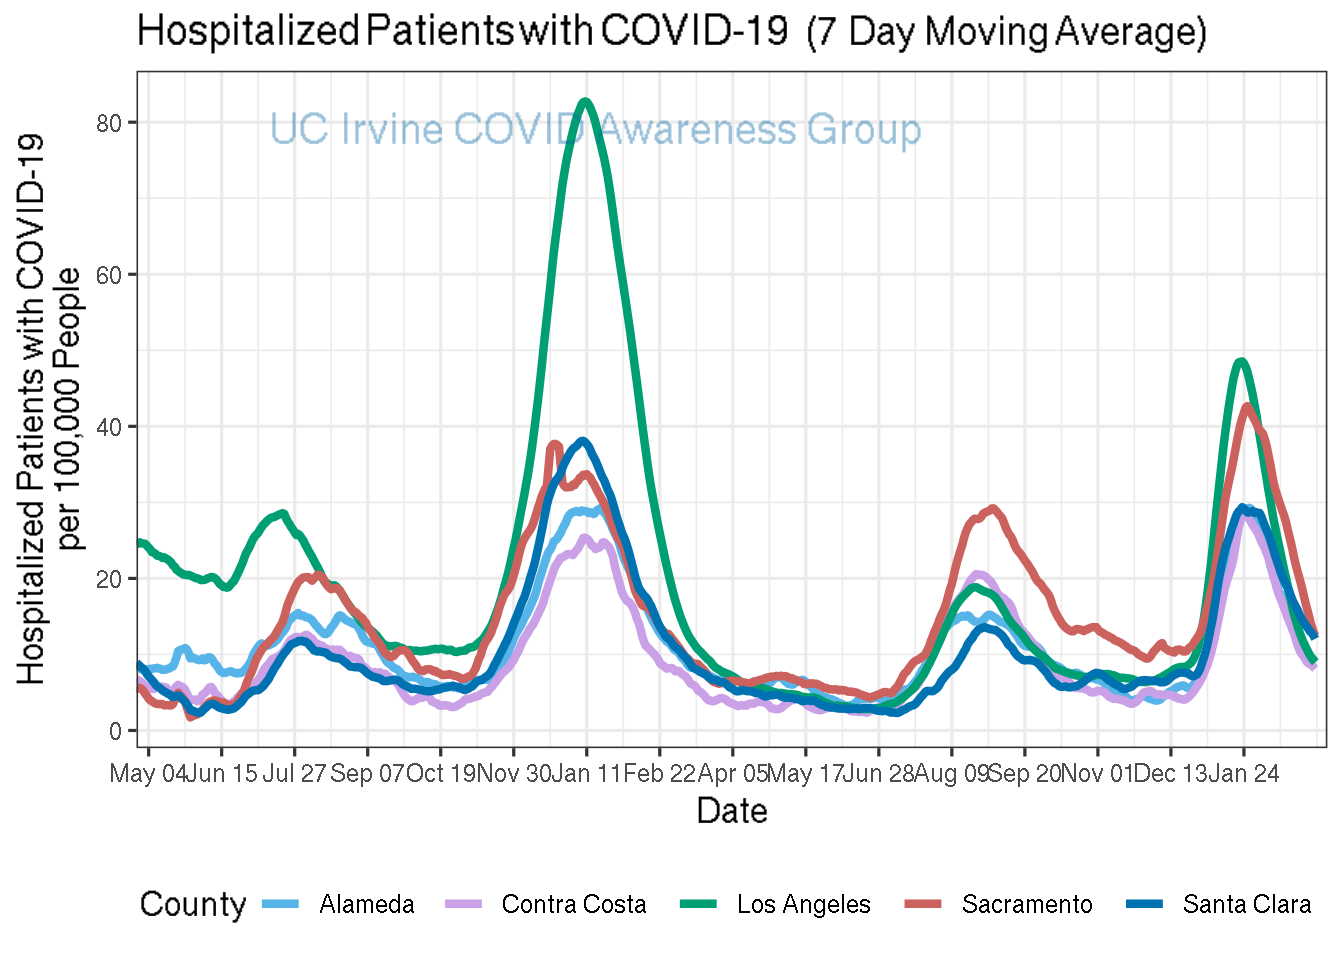 Hospitalized Patients with COVID-19 (7 Day Moving Average)
UC Irvine COVID Awareness Group
Hospitalized Patients with COVID-19
per 100,000 People
80
60
40
20
0
May 04 Jun 15 Jul 27 Sep 07 Oct 19 Nov 30 Jan 11 Feb 22 Apr 05 May 17 Jun 28 Aug 09 Sep 20 Nov 01 Dec 13 Jan 24
Date
County Alameda Contra Costa Los Angeles Sacramento Santa Clara